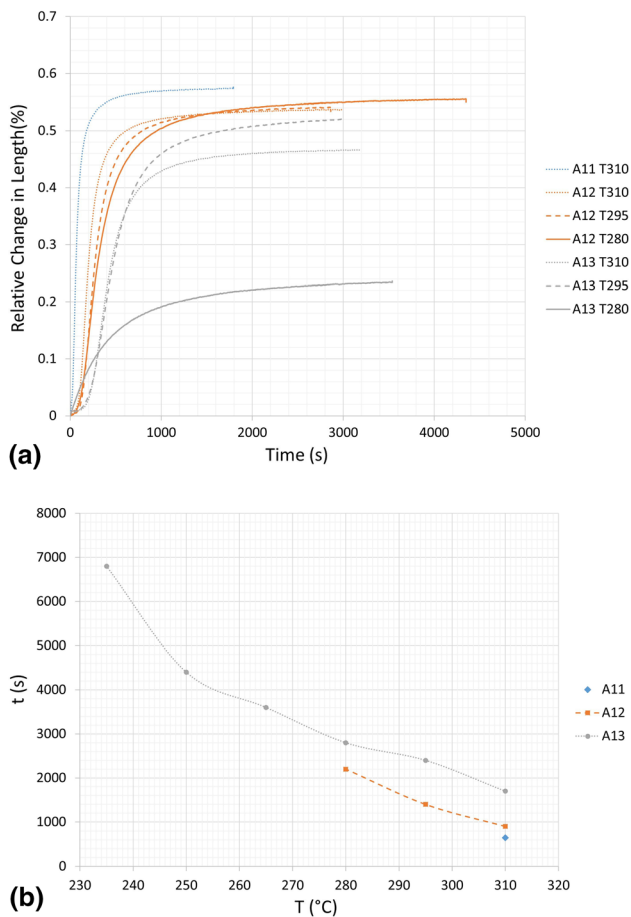 0.7
0.6
0.5
0.4
0.3
0.2
0.1
0
Relative Change in Length(%)
0 1000 2000 3000 4000 5000
Time (s)
A11 T310
A12 T310
A12 T295
A12 T280
A13 T310
A13 T295
A13 T280
(a)
8000
7000
6000
5000
4000
3000
2000
1000
0
t (s)
230 240 250 260 270 280 290 300 310 320
T (°C)
A11
A12
A13
(b)